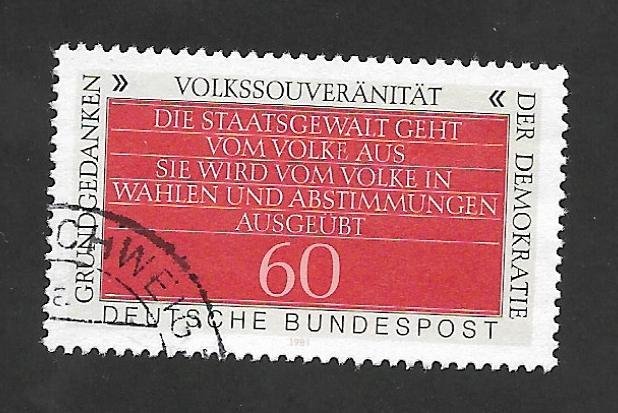 » VOLKSSOUVERÄNITÄT «
GRUNDGEDANKEN
DER DEMOKRATIE
DIE STAATSGEWALT GEHT
VOM VOLKE AUS
SIE WIRD VOM VOLKE IN
WAHLEN UND ABSTIMMUNGEN
AUSGEÜBT
60
DEUTSCHE BUNDESPOST
1981